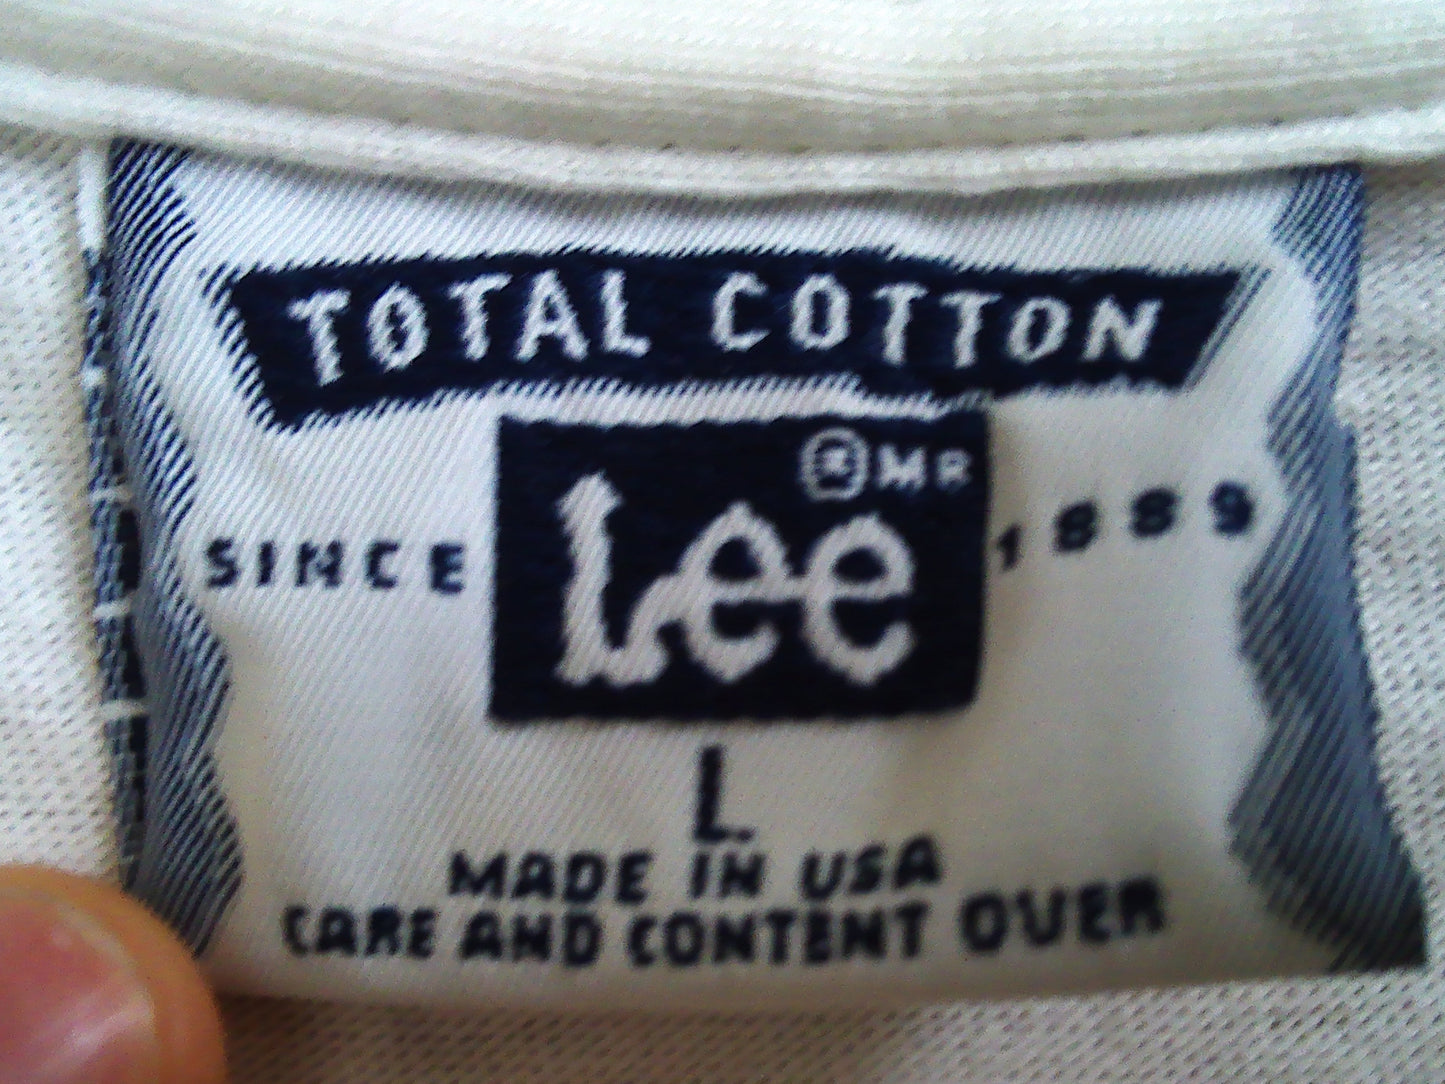 TOTAL COTTON
® MR
SINCE Lee 1889
L
MADE IN USA
CARE AND CONTENT OVER